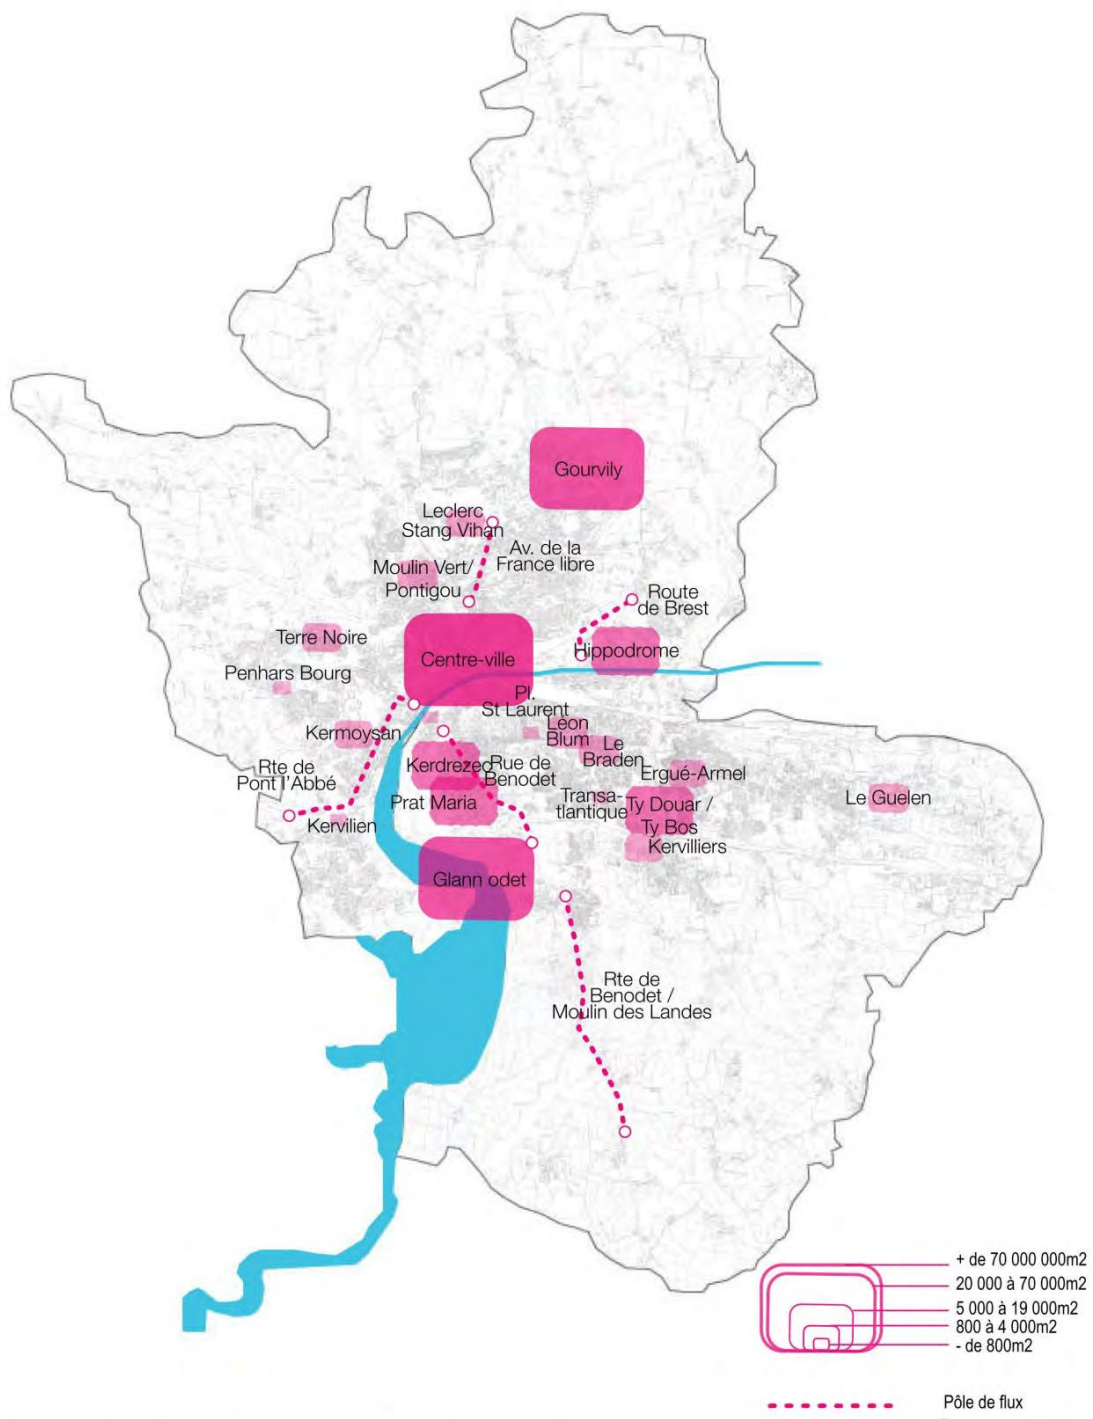 Gourvily
Leclerc
Stang Vihan
Av. de la
France libre
Moulin Vert/
Pontigou
Route
de Brest
Terre Noire
Hippodrome
Centre-ville
Penhars Bourg
Pl.
St Laurent
Kermoysan
Léon
Blum
Le
Braden
Kerdrezec
Rue de
Benodet
Rte de
Pont l'Abbé
Ergué-Armel
Prat Maria
Transa-
tlantique
Ty Douar /
Ty Bos
Le Guelen
Kervilien
Kervilliers
Glann odet
Rte de
Benodet /
Moulin des Landes
+ de 70 000 000m2
20 000 à 70 000m2
5 000 à 19 000m2
800 à 4 000m2
- de 800m2
Pôle de flux